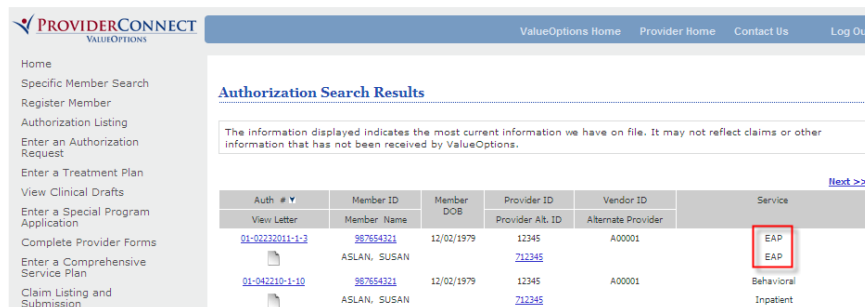 PROVIDERCONNECT
VALUEOPTIONS
ValueOptions Home Provider Home Contact Us Log Ou
Home
Specific Member Search
Register Member
Authorization Listing
Enter an Authorization
Request
Enter a Treatment Plan
View Clinical Drafts
Enter a Special Program
Application
Complete Provider Forms
Enter a Comprehensive
Service Plan
Claim Listing and
Submission
Authorization Search Results
The information displayed indicates the most current information we have on file. It may not reflect claims or other
information that has not been received by ValueOptions.
Next >>
Auth # Member ID Member DOB Provider ID Vendor ID Service
View Letter Member Name Provider Alt. ID Alternate Provider
01-02232011-1-3 987654321 12/02/1979 12345 A00001 EAP
ASLAN, SUSAN 712345 EAP
01-042210-1-10 987654321 12/02/1979 12345 A00001 Behavioral
ASLAN, SUSAN 712345 Inpatient